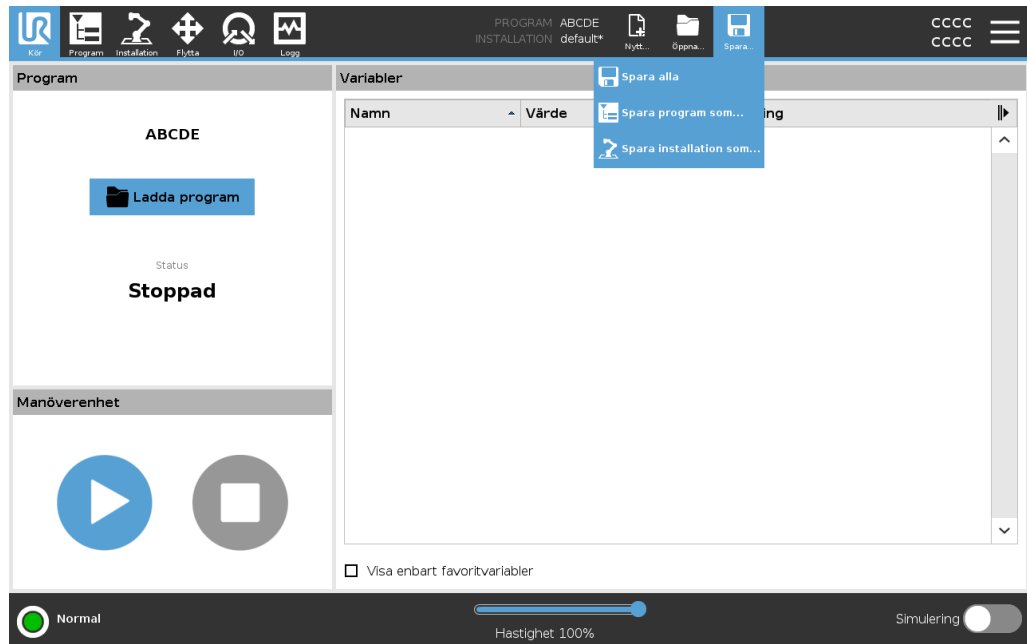 UR
Kör
Program
Installation
Flytta
I/O
Logg
PROGRAM ABCDE
INSTALLATION default*
Nytt...
Öppna...
Spara...
CCCC
CCCC
Spara alla
Spara program som...
Spara installation som...
Program
ABCDE
Ladda program
Status
Stoppad
Manöverenhet
Variabler
Namn
Värde
ing
Visa enbart favoritvariabler
Normal
Hastighet 100%
Simulering